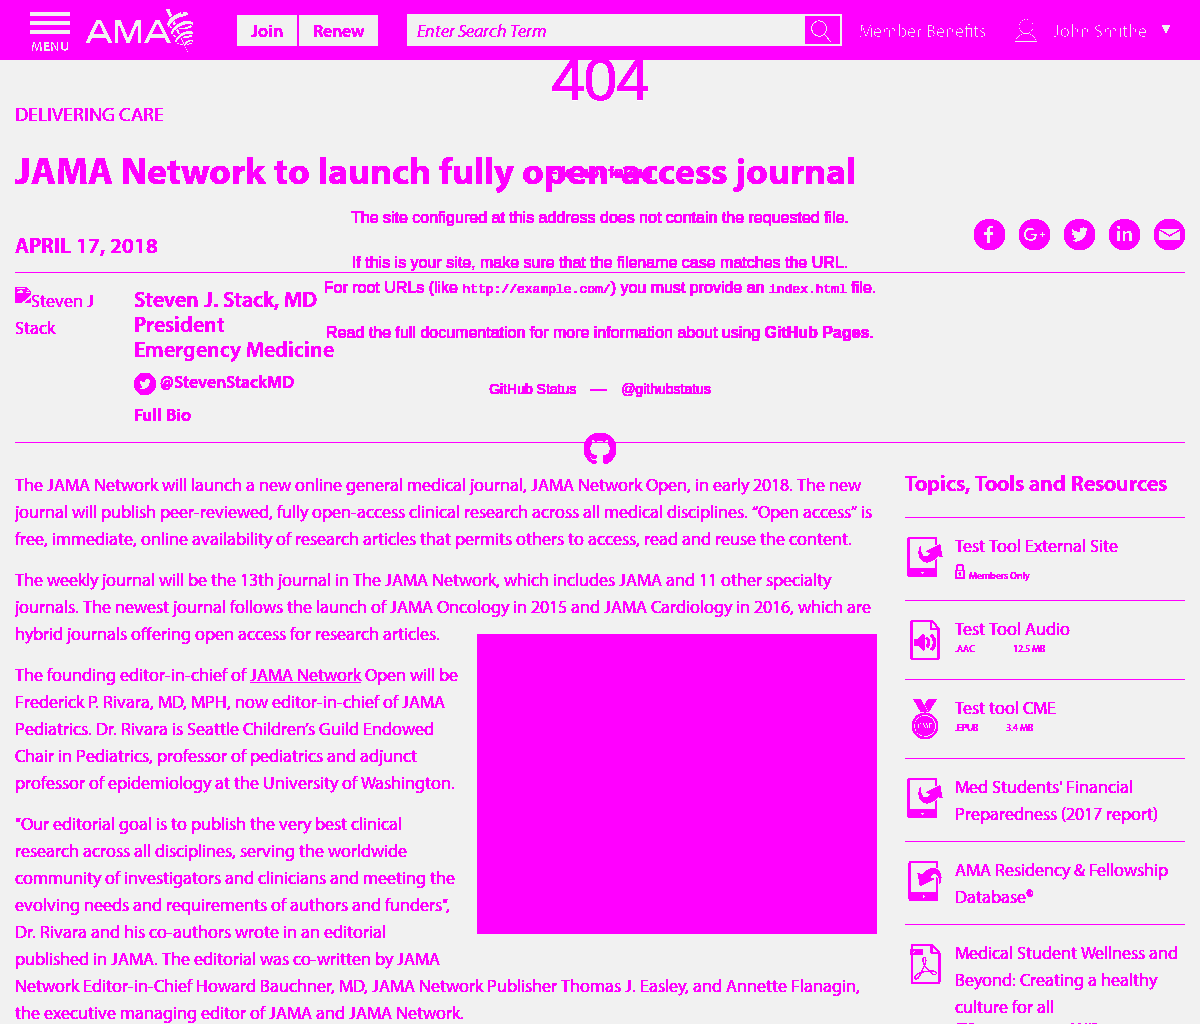 MENU
AMA
Join
Renew
Enter Search Term
Member Benefits
John Smithe
404
DELIVERING CARE
JAMA Network to launch fully open-access journal
The site configured at this address does not contain the requested file.
APRIL 17, 2018
If this is your site, make sure that the filename case matches the URL.
For root URLs (like http://example.com/) you must provide an index.html file.
Steven J
Stack
Steven J. Stack, MD
President
Emergency Medicine
Read the full documentation for more information about using GitHub Pages.
@StevenStackMD
GitHub Status — @githubstatus
Full Bio
The JAMA Network will launch a new online general medical journal, JAMA Network Open, in early 2018. The new
journal will publish peer-reviewed, fully open-access clinical research across all medical disciplines. “Open access” is
free, immediate, online availability of research articles that permits others to access, read and reuse the content.
The weekly journal will be the 13th journal in The JAMA Network, which includes JAMA and 11 other specialty
journals. The newest journal follows the launch of JAMA Oncology in 2015 and JAMA Cardiology in 2016, which are
hybrid journals offering open access for research articles.
The founding editor-in-chief of JAMA Network Open will be
Frederick P. Rivara, MD, MPH, now editor-in-chief of JAMA
Pediatrics. Dr. Rivara is Seattle Children’s Guild Endowed
Chair in Pediatrics, professor of pediatrics and adjunct
professor of epidemiology at the University of Washington.
"Our editorial goal is to publish the very best clinical
research across all disciplines, serving the worldwide
community of investigators and clinicians and meeting the
evolving needs and requirements of authors and funders",
Dr. Rivara and his co-authors wrote in an editorial
published in JAMA. The editorial was co-written by JAMA
Network Editor-in-Chief Howard Bauchner, MD, JAMA Network Publisher Thomas J. Easley, and Annette Flanagin,
the executive managing editor of JAMA and JAMA Network.
Topics, Tools and Resources
Test Tool External Site
Members Only
Test Tool Audio
.AAC 12.5 MB
Test tool CME
.EPUB 3.4 MB
Med Students' Financial
Preparedness (2017 report)
AMA Residency & Fellowship
Database®
Medical Student Wellness and
Beyond: Creating a healthy
culture for all